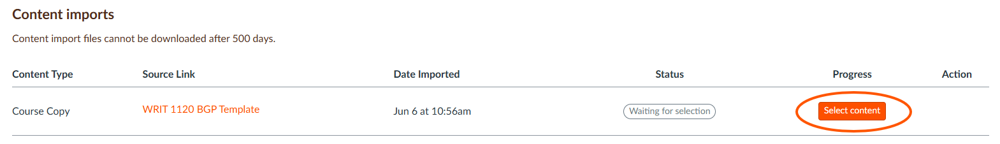 Content imports
Content import files cannot be downloaded after 500 days.
Content Type Source Link Date Imported Status Progress Action
Course Copy WRIT 1120 BGP Template Jun 6 at 10:56am Waiting for selection Select content